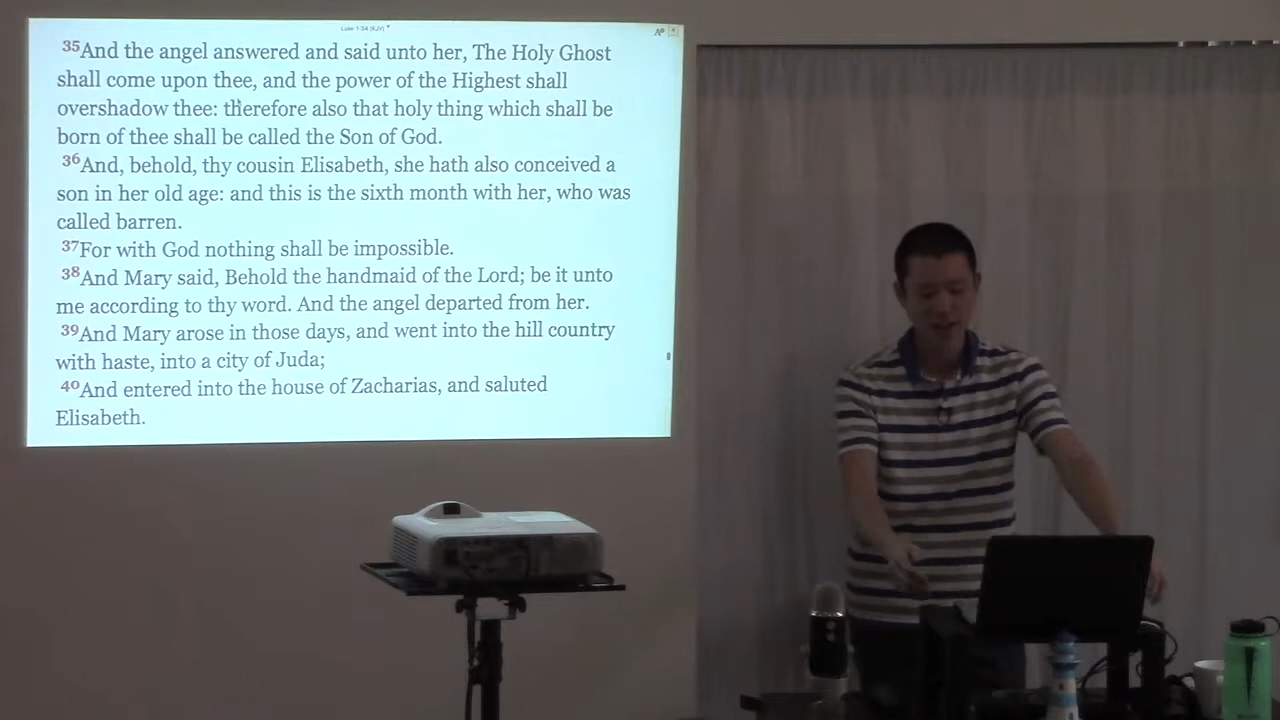 Luke 1:34 (KJV)
35And the angel answered and said unto her, The Holy Ghost
shall come upon thee, and the power of the Highest shall
overshadow thee: therefore also that holy thing which shall be
born of thee shall be called the Son of God.
36And, behold, thy cousin Elisabeth, she hath also conceived a
son in her old age: and this is the sixth month with her, who was
called barren.
37For with God nothing shall be impossible.
38And Mary said, Behold the handmaid of the Lord; be it unto
me according to thy word. And the angel departed from her.
39And Mary arose in those days, and went into the hill country
with haste, into a city of Juda;
40And entered into the house of Zacharias, and saluted
Elisabeth.